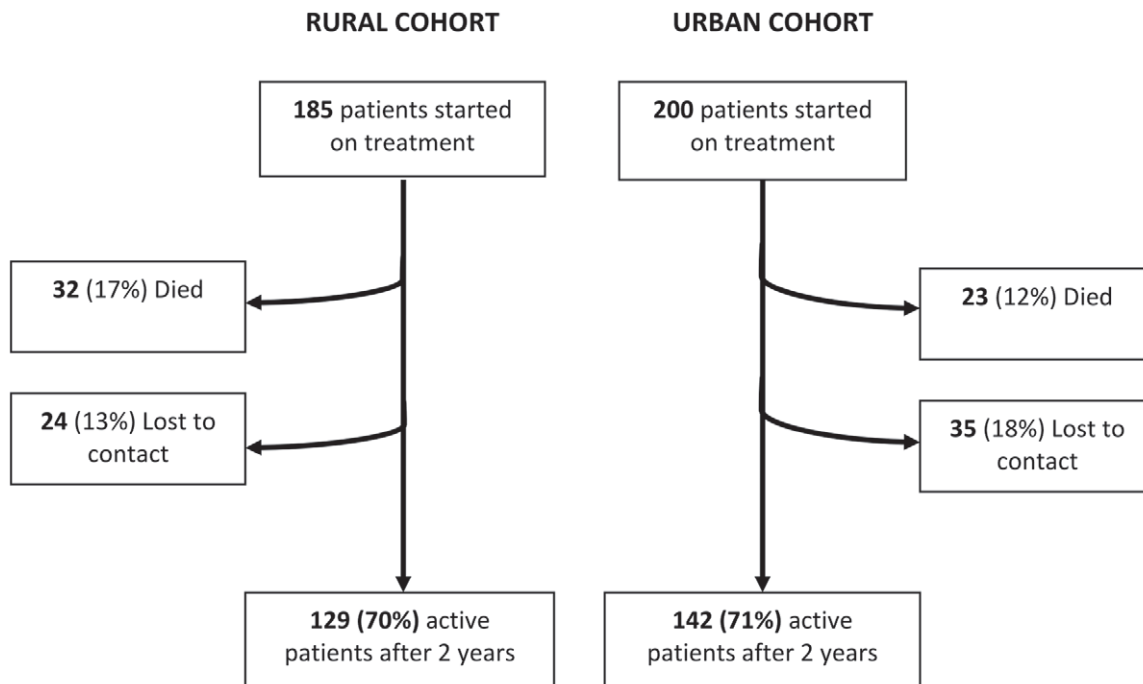 RURAL COHORT
URBAN COHORT
185 patients started
on treatment
200 patients started
on treatment
32 (17%) Died
23 (12%) Died
24 (13%) Lost to
contact
35 (18%) Lost to
contact
129 (70%) active
patients after 2 years
142 (71%) active
patients after 2 years